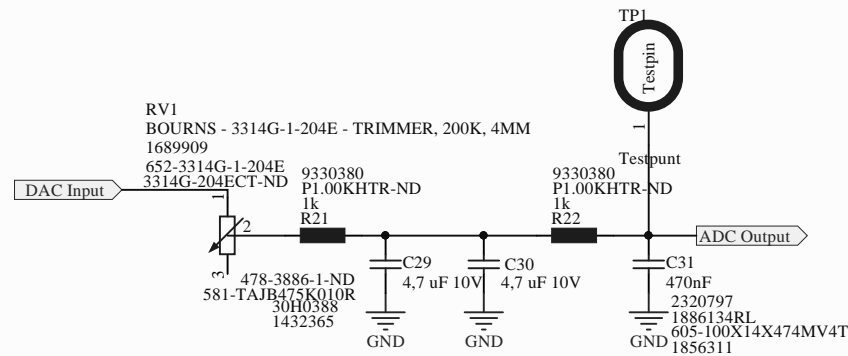 TP1
Testpin
1
Testpunt
RV1
BOURNS - 3314G-1-204E - TRIMMER, 200K, 4MM
1689909
652-3314G-1-204E
3314G-204ECT-ND
DAC Input
1
2
3
9330380
P1.00KHTR-ND
1k
R21
9330380
P1.00KHTR-ND
1k
R22
ADC Output
C29
4,7 uF 10V
478-3886-1-ND
581-TAJB475K010R
30H0388
1432365
C30
4,7 uF 10V
C31
470nF
2320797
1886134RL
605-100X14X474MV4T
1856311
GND
GND
GND